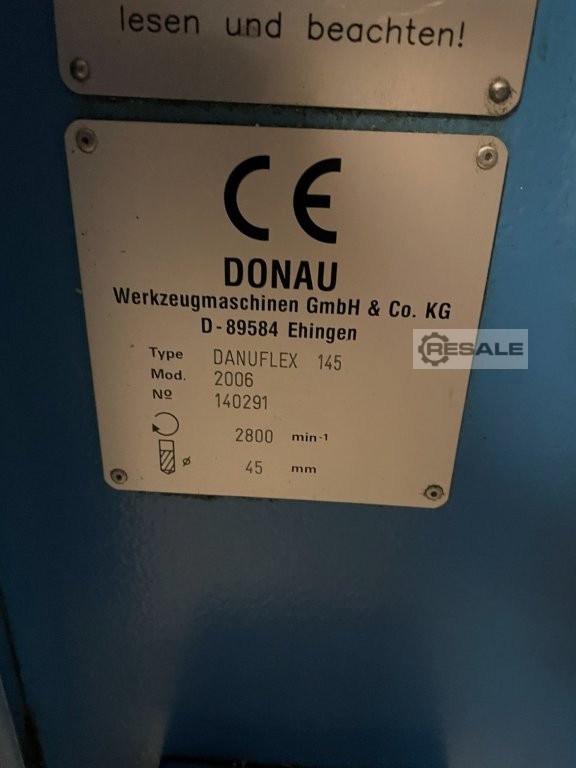 lesen und beachten!
CE
DONAU
Werkzeugmaschinen GmbH & Co. KG
D-89584 Ehingen
RESALE
Type DANUFLEX 145
Mod. 2006
Nº 140291
2800 min-1
ø 45 mm